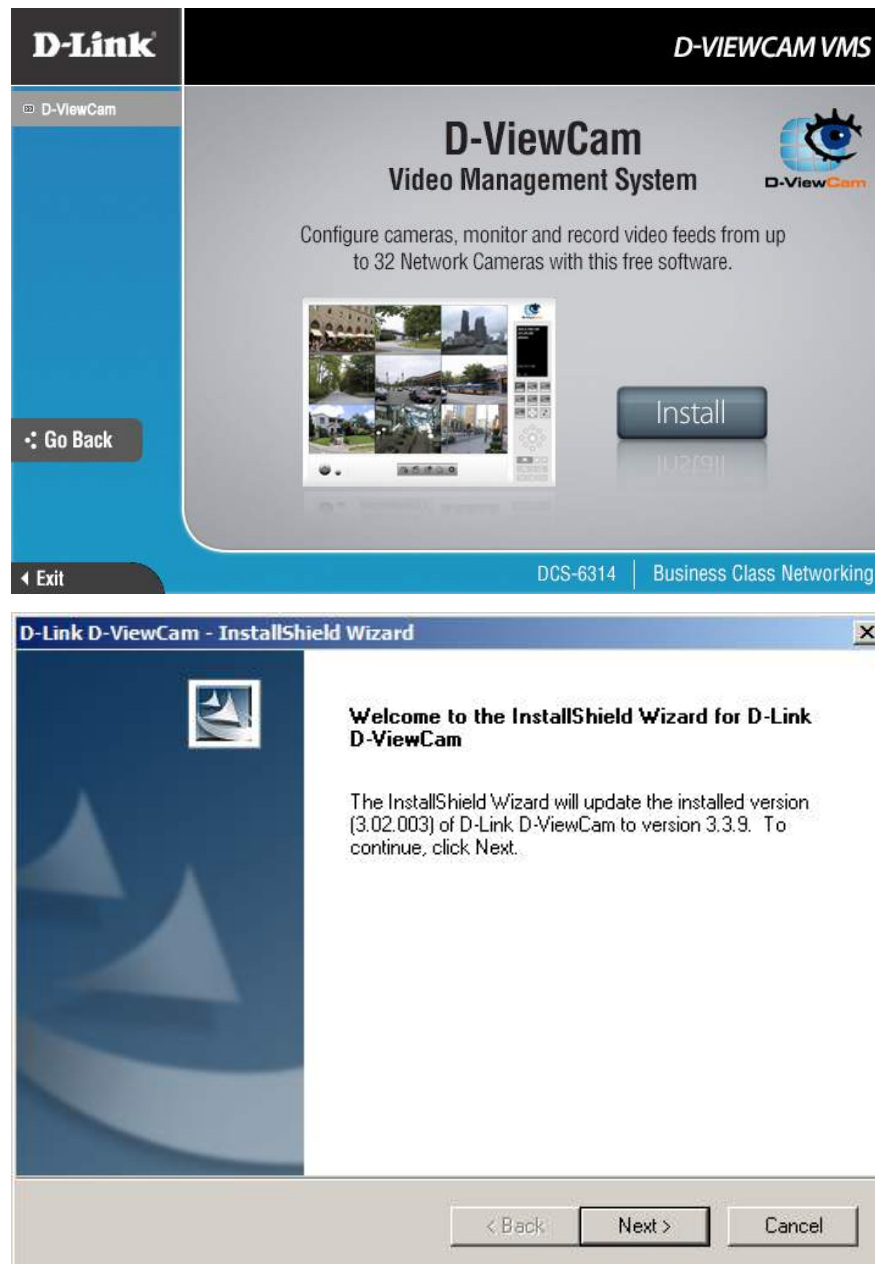 D-Link
D-VIEWCAM VMS
D-ViewCam
D-ViewCam
Video Management System
D-ViewCam
Configure cameras, monitor and record video feeds from up
to 32 Network Cameras with this free software.
Install
Go Back
Exit
DCS-6314 | Business Class Networking
D-Link D-ViewCam - InstallShield Wizard
Welcome to the InstallShield Wizard for D-Link
D-ViewCam
The InstallShield Wizard will update the installed version
(3.02.003) of D-Link D-ViewCam to version 3.3.9. To
continue, click Next.
< Back
Next >
Cancel